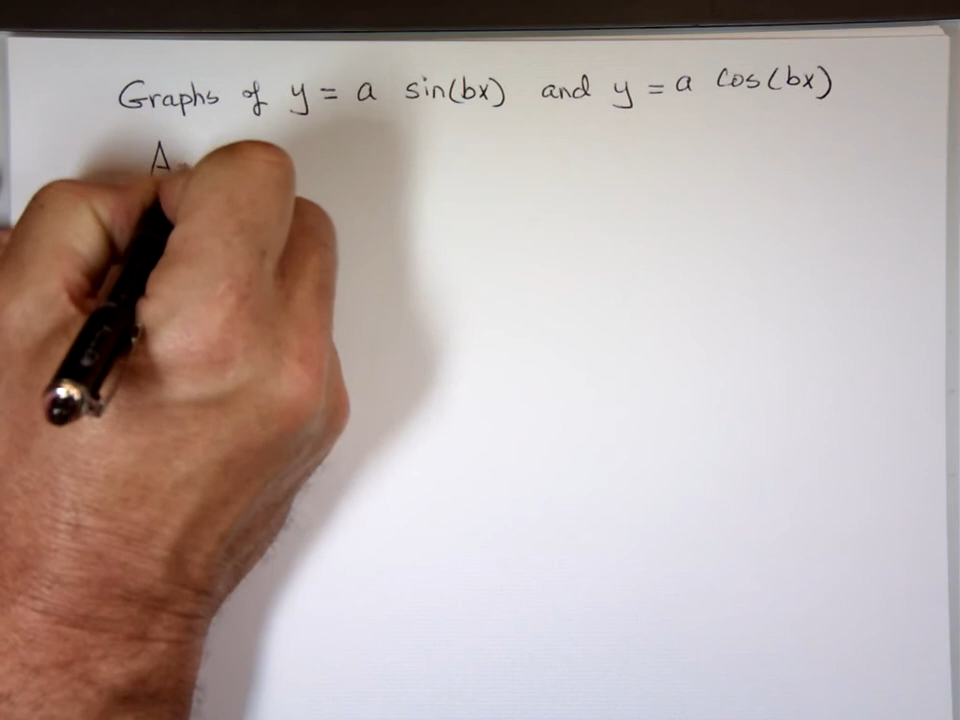 Graphs of y = a sin(bx) and y = a cos(bx)
A